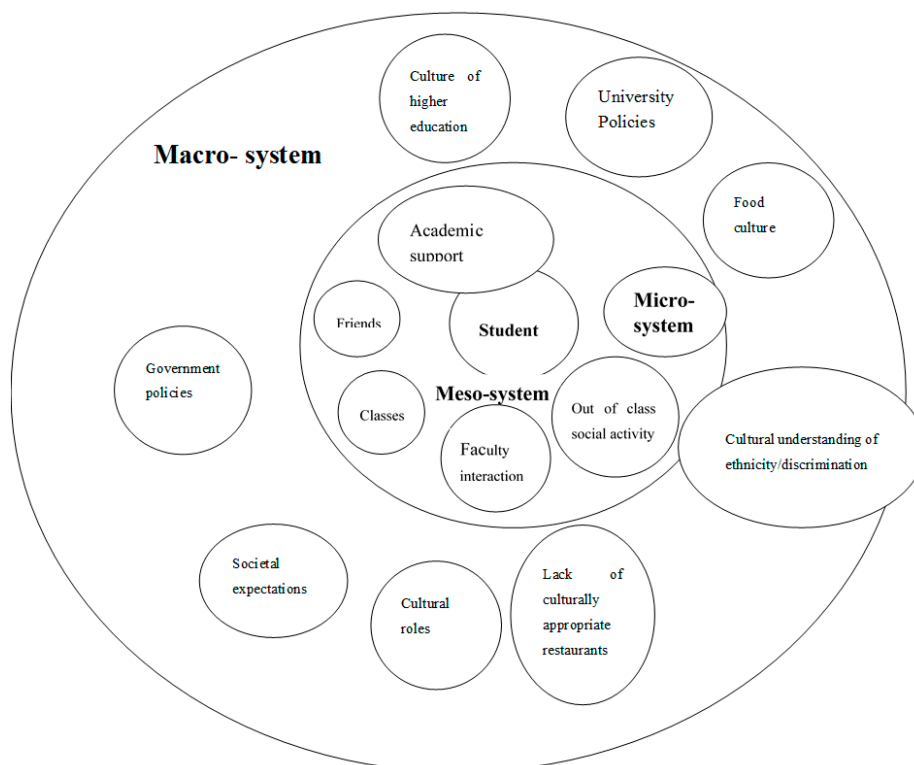 Culture of
higher
education
University
Policies
Macro- system
Food
culture
Academic
support
Micro-
system
Friends
Student
Government
policies
Meso-system
Classes
Out of class
social activity
Cultural understanding of
ethnicity/discrimination
Faculty
interaction
Societal
expectations
Cultural
roles
Lack of
culturally
appropriate
restaurants